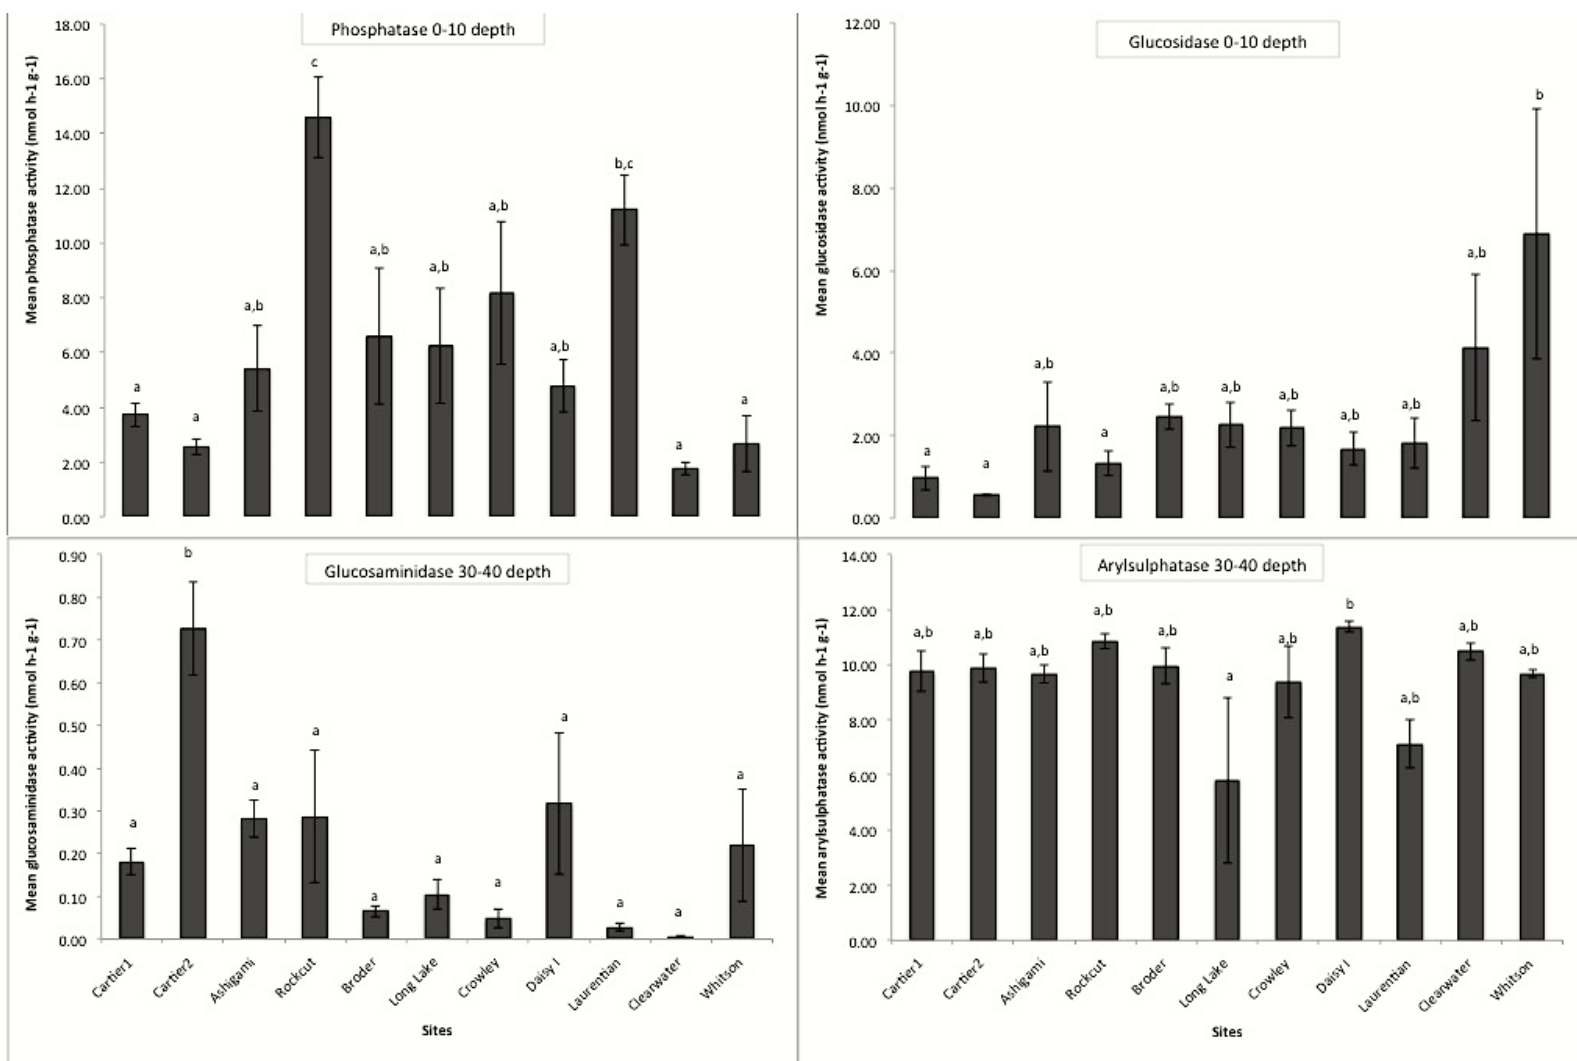 Phosphatase 0-10 depth
Mean phosphatase activity (nmol h-1 g-1)
18.00
16.00
14.00
12.00
10.00
8.00
6.00
4.00
2.00
0.00
a
a
a,b
c
a,b
a,b
a,b
a,b
b,c
a
a
Glucosidase 0-10 depth
Mean glucosidase activity (nmol h-1 g-1)
12.00
10.00
8.00
6.00
4.00
2.00
0.00
a
a
a,b
a
a,b
a,b
a,b
a,b
a,b
a,b
b
Glucosaminidase 30-40 depth
Mean glucosaminidase activity (nmol h-1 g-1)
0.90
0.80
0.70
0.60
0.50
0.40
0.30
0.20
0.10
0.00
a
b
a
a
a
a
a
a
a
a
a
Cartier1
Cartier2
Ashigami
Rockcut
Broder
Long Lake
Crowley
Daisy I
Laurentian
Clearwater
Whitson
Sites
Arylsulphatase 30-40 depth
Mean arylsulphatase activity (nmol h-1 g-1)
14.00
12.00
10.00
8.00
6.00
4.00
2.00
0.00
a,b
a,b
a,b
a,b
a,b
a
a,b
b
a,b
a,b
a,b
Cartier1
Cartier2
Ashigami
Rockcut
Broder
Long Lake
Crowley
Daisy I
Laurentian
Clearwater
Whitson
Sites